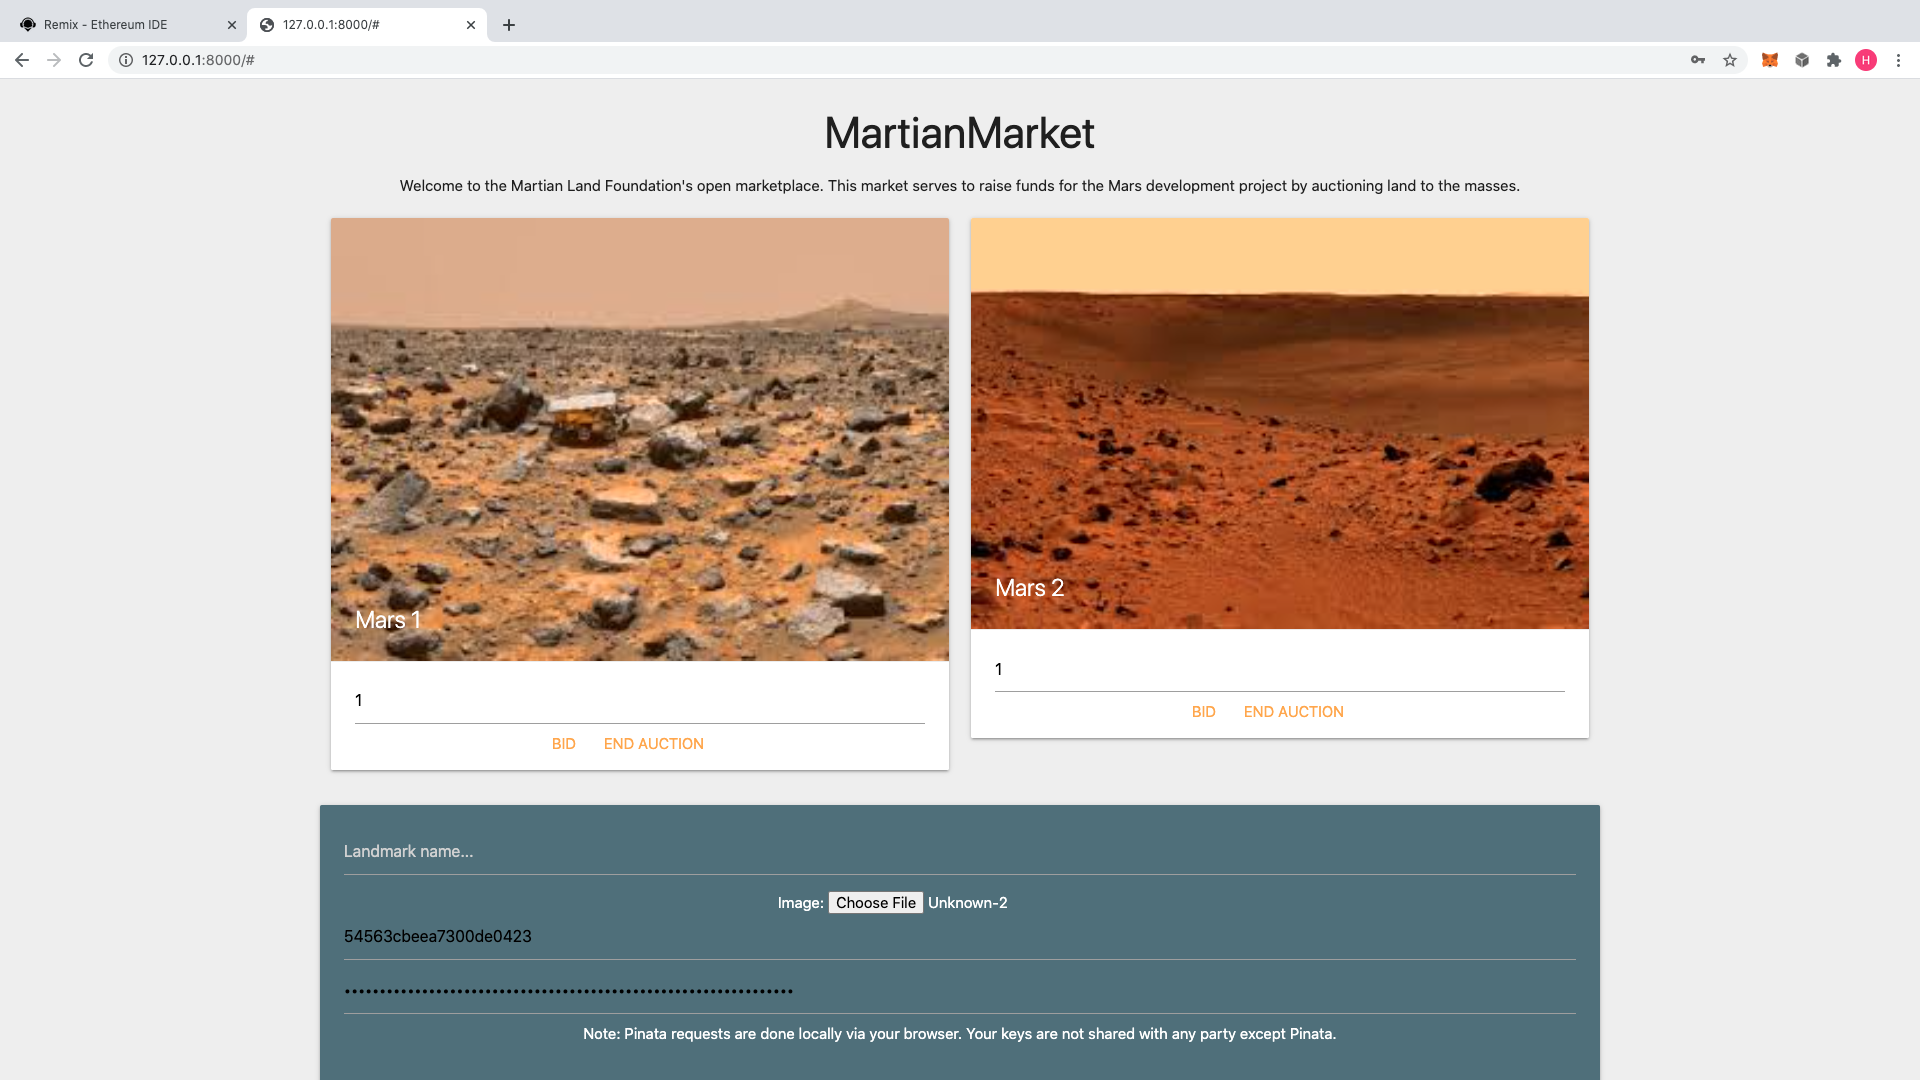 Remix - Ethereum IDE
127.0.0.1:8000/#
127.0.0.1:8000/#
H
MartianMarket
Welcome to the Martian Land Foundation's open marketplace. This market serves to raise funds for the Mars development project by auctioning land to the masses.
Mars 1
1
BID END AUCTION
Mars 2
1
BID END AUCTION
Landmark name...
Image: Choose File Unknown-2
54563cbeea7300de0423
Note: Pinata requests are done locally via your browser. Your keys are not shared with any party except Pinata.